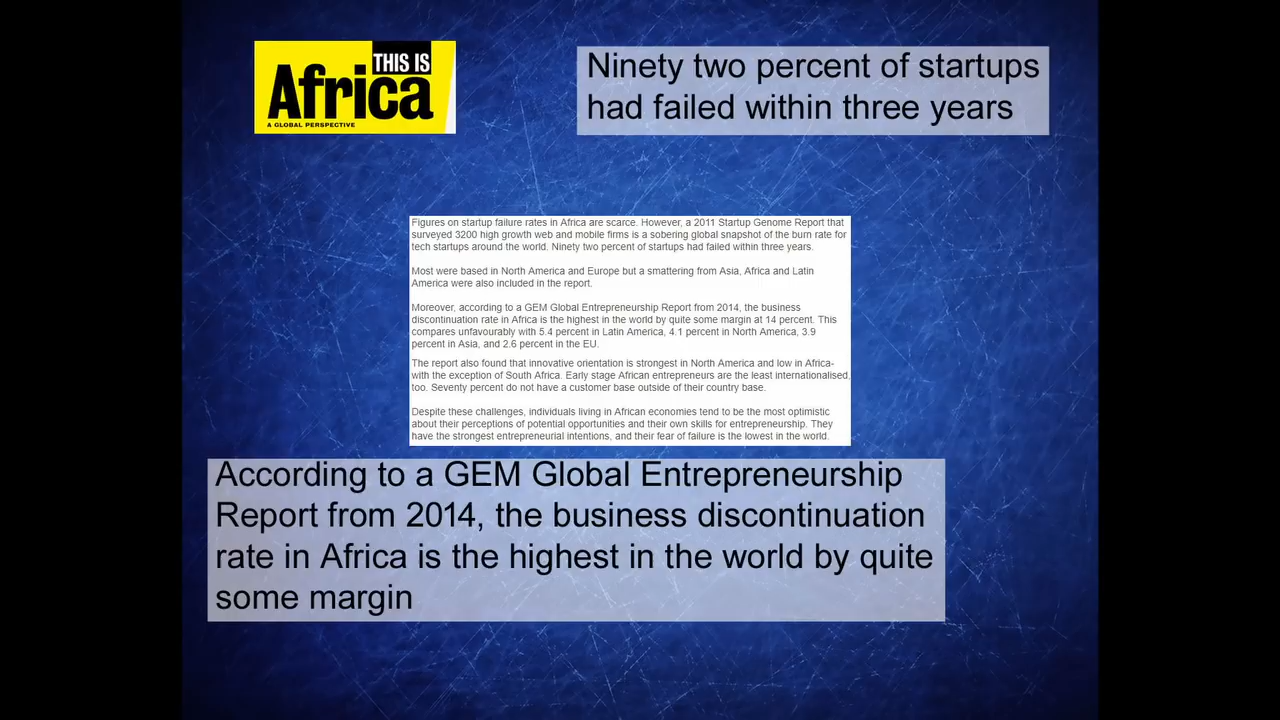 THIS IS
Africa
A GLOBAL PERSPECTIVE
Ninety two percent of startups
had failed within three years
Figures on startup failure rates in Africa are scarce. However, a 2011 Startup Genome Report that
surveyed 3200 high growth web and mobile firms is a sobering global snapshot of the burn rate for
tech startups around the world. Ninety two percent of startups had failed within three years.
Most were based in North America and Europe but a smattering from Asia, Africa and Latin
America were also included in the report.
Moreover, according to a GEM Global Entrepreneurship Report from 2014, the business
discontinuation rate in Africa is the highest in the world by quite some margin at 14 percent. This
compares unfavourably with 5.4 percent in Latin America, 4.1 percent in North America, 3.9
percent in Asia, and 2.6 percent in the EU.
The report also found that innovative orientation is strongest in North America and low in Africa-
with the exception of South Africa. Early stage African entrepreneurs are the least internationalised,
too. Seventy percent do not have a customer base outside of their country base.
Despite these challenges, individuals living in African economies tend to be the most optimistic
about their perceptions of potential opportunities and their own skills for entrepreneurship. They
have the strongest entrepreneurial intentions, and their fear of failure is the lowest in the world.
According to a GEM Global Entrepreneurship
Report from 2014, the business discontinuation
rate in Africa is the highest in the world by quite
some margin